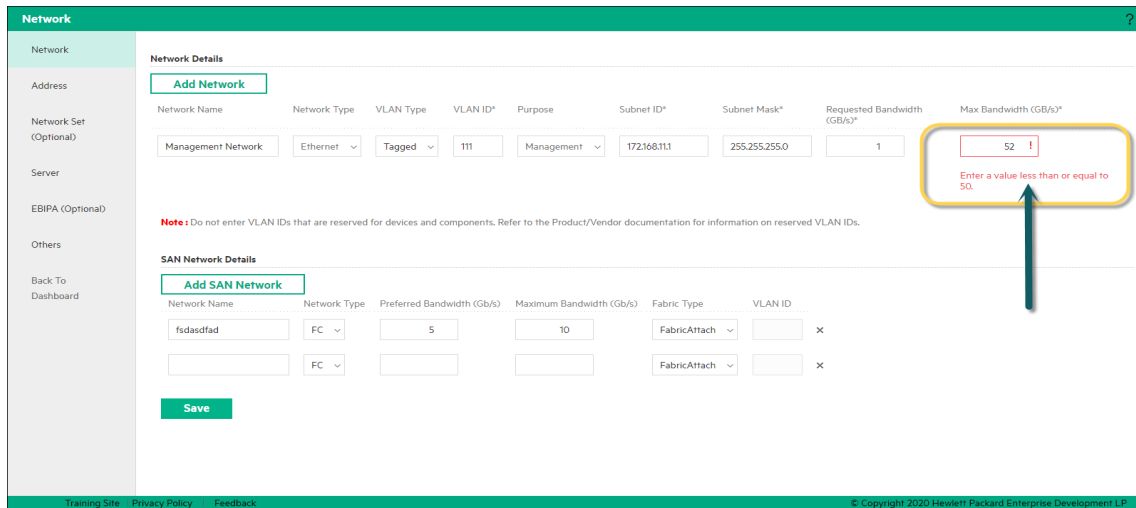 Network ?
Network
Address
Network Set
(Optional)
Server
EBIPA (Optional)
Others
Back To
Dashboard
Network Details
Add Network
Network Name Network Type VLAN Type VLAN ID* Purpose Subnet ID* Subnet Mask* Requested Bandwidth (GB/s)* Max Bandwidth (GB/s)*
Management Network Ethernet Tagged 111 Management 172.168.11.1 255.255.255.0 1 52 !
Enter a value less than or equal to
50.
Note : Do not enter VLAN IDs that are reserved for devices and components. Refer to the Product/Vendor documentation for information on reserved VLAN IDs.
SAN Network Details
Add SAN Network
Network Name Network Type Preferred Bandwidth (Gb/s) Maximum Bandwidth (Gb/s) Fabric Type VLAN ID
fsdasdfad FC 5 10 FabricAttach ×
FC FabricAttach ×
Save
Training Site | Privacy Policy | Feedback © Copyright 2020 Hewlett Packard Enterprise Development LP